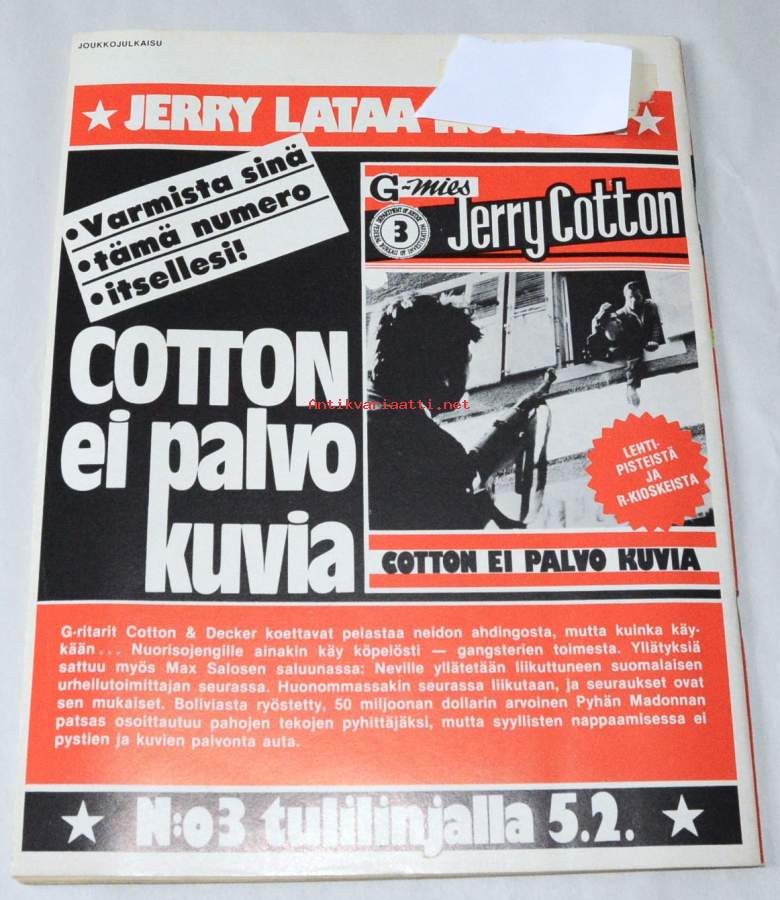 JOUKKOJULKAISU
★ JERRY LATAA ★
•Varmista sinä
•tämä numero
•itsellesi!
G-mies
3
Jerry Cotton
COTTON
ei palvo
kuvia
Antikvariaatti.net
LEHTI-
PISTEISTÄ
JA
R-KIOSKEISTA
COTTON EI PALVO KUVIA
G-ritarit Cotton & Decker koettavat pelastaa neidon ahdingosta, mutta kuinka käy-
kään... Nuorisojengille ainakin käy köpelösti — gangsterien toimesta. Yllätyksiä
sattuu myös Max Salosen saluunassa: Neville yllätetään liikuttuneen suomalaisen
urheilutoimittajan seurassa. Huonommassakin seurassa liikutaan, ja seuraukset ovat
sen mukaiset. Boliviasta ryöstetty, 50 miljoonan dollarin arvoinen Pyhän Madonnan
patsas osoittautuu pahojen tekojen pyhittäjäksi, mutta syyllisten nappaamisessa ei
pystien ja kuvien palvonta auta.
★ N:o3 tulilinjalla 5.2. ★